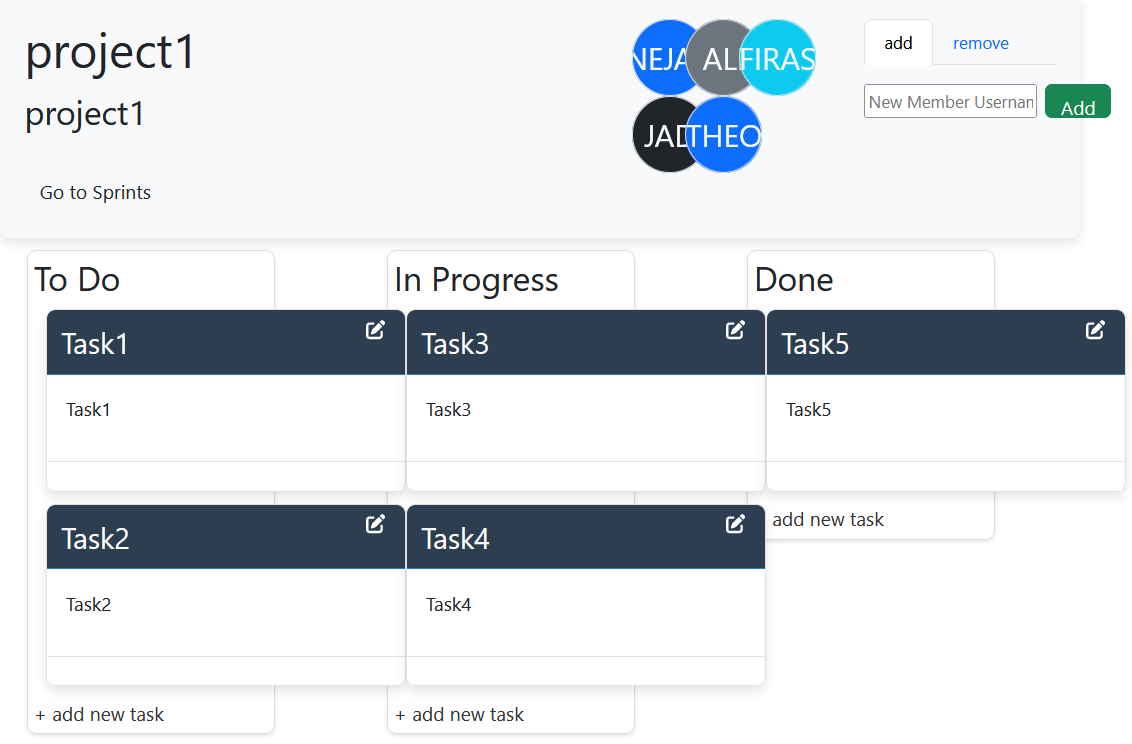 project1
project1
Go to Sprints
NEJA
AL
FIRAS
JAD
THEO
add
remove
New Member Usernan
Add
To Do
In Progress
Done
Task1
Task1
Task3
Task3
Task5
Task5
Task2
Task2
Task4
Task4
add new task
+ add new task
+ add new task